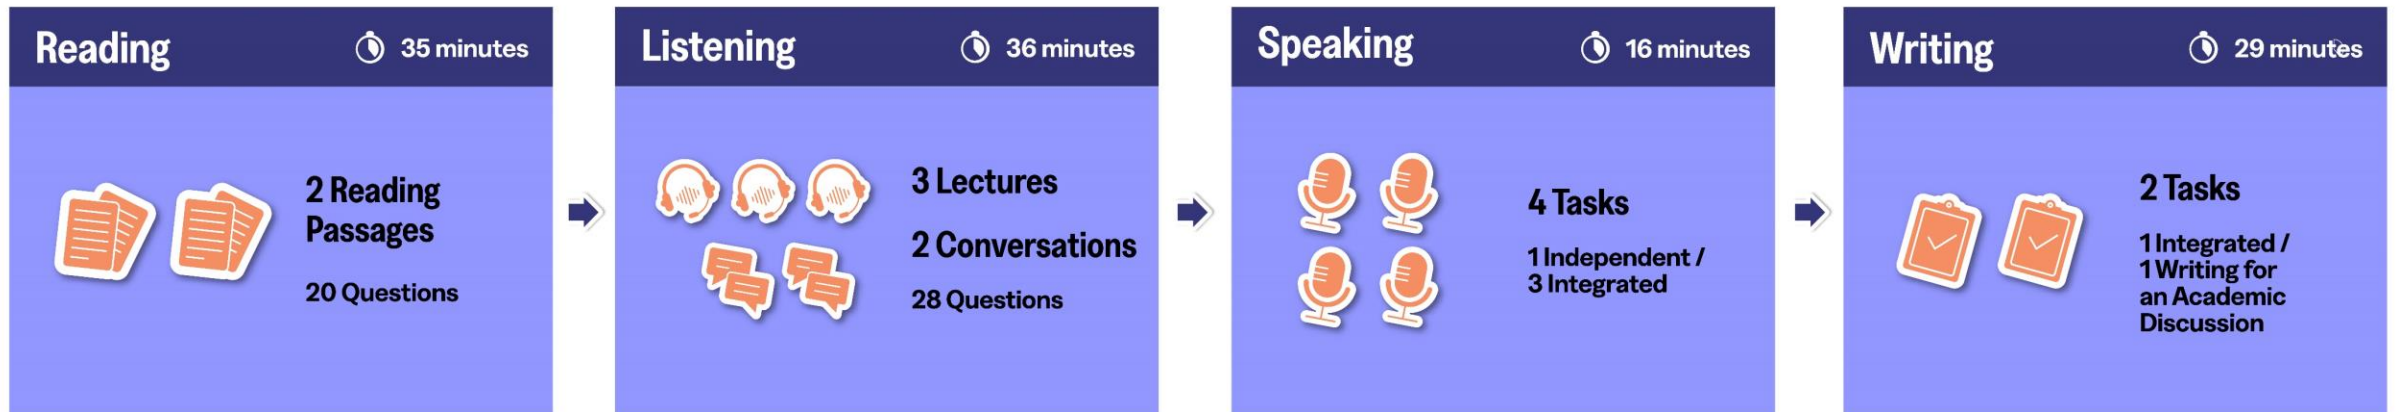 Reading
35 minutes
2 Reading
Passages
20 Questions
Listening
36 minutes
3 Lectures
2 Conversations
28 Questions
Speaking
16 minutes
4 Tasks
1 Independent /
3 Integrated
Writing
29 minutes
2 Tasks
1 Integrated /
1 Writing for
an Academic
Discussion